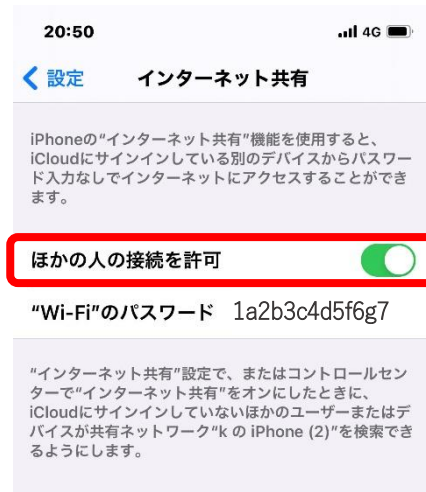 20:50 4G
設定 インターネット共有
iPhoneの“インターネット共有”機能を使用すると、
iCloudにサインインしている別のデバイスからパスワー
ド入力なしでインターネットにアクセスすることができ
ます。
ほかの人の接続を許可
“Wi-Fi”のパスワード 1a2b3c4d5f6g7
“インターネット共有”設定で、またはコントロールセン
ターで“インターネット共有”をオンにしたときに、
iCloudにサインインしていないほかのユーザーまたはデ
バイスが共有ネットワーク“k の iPhone (2)”を検索でき
るようにします。